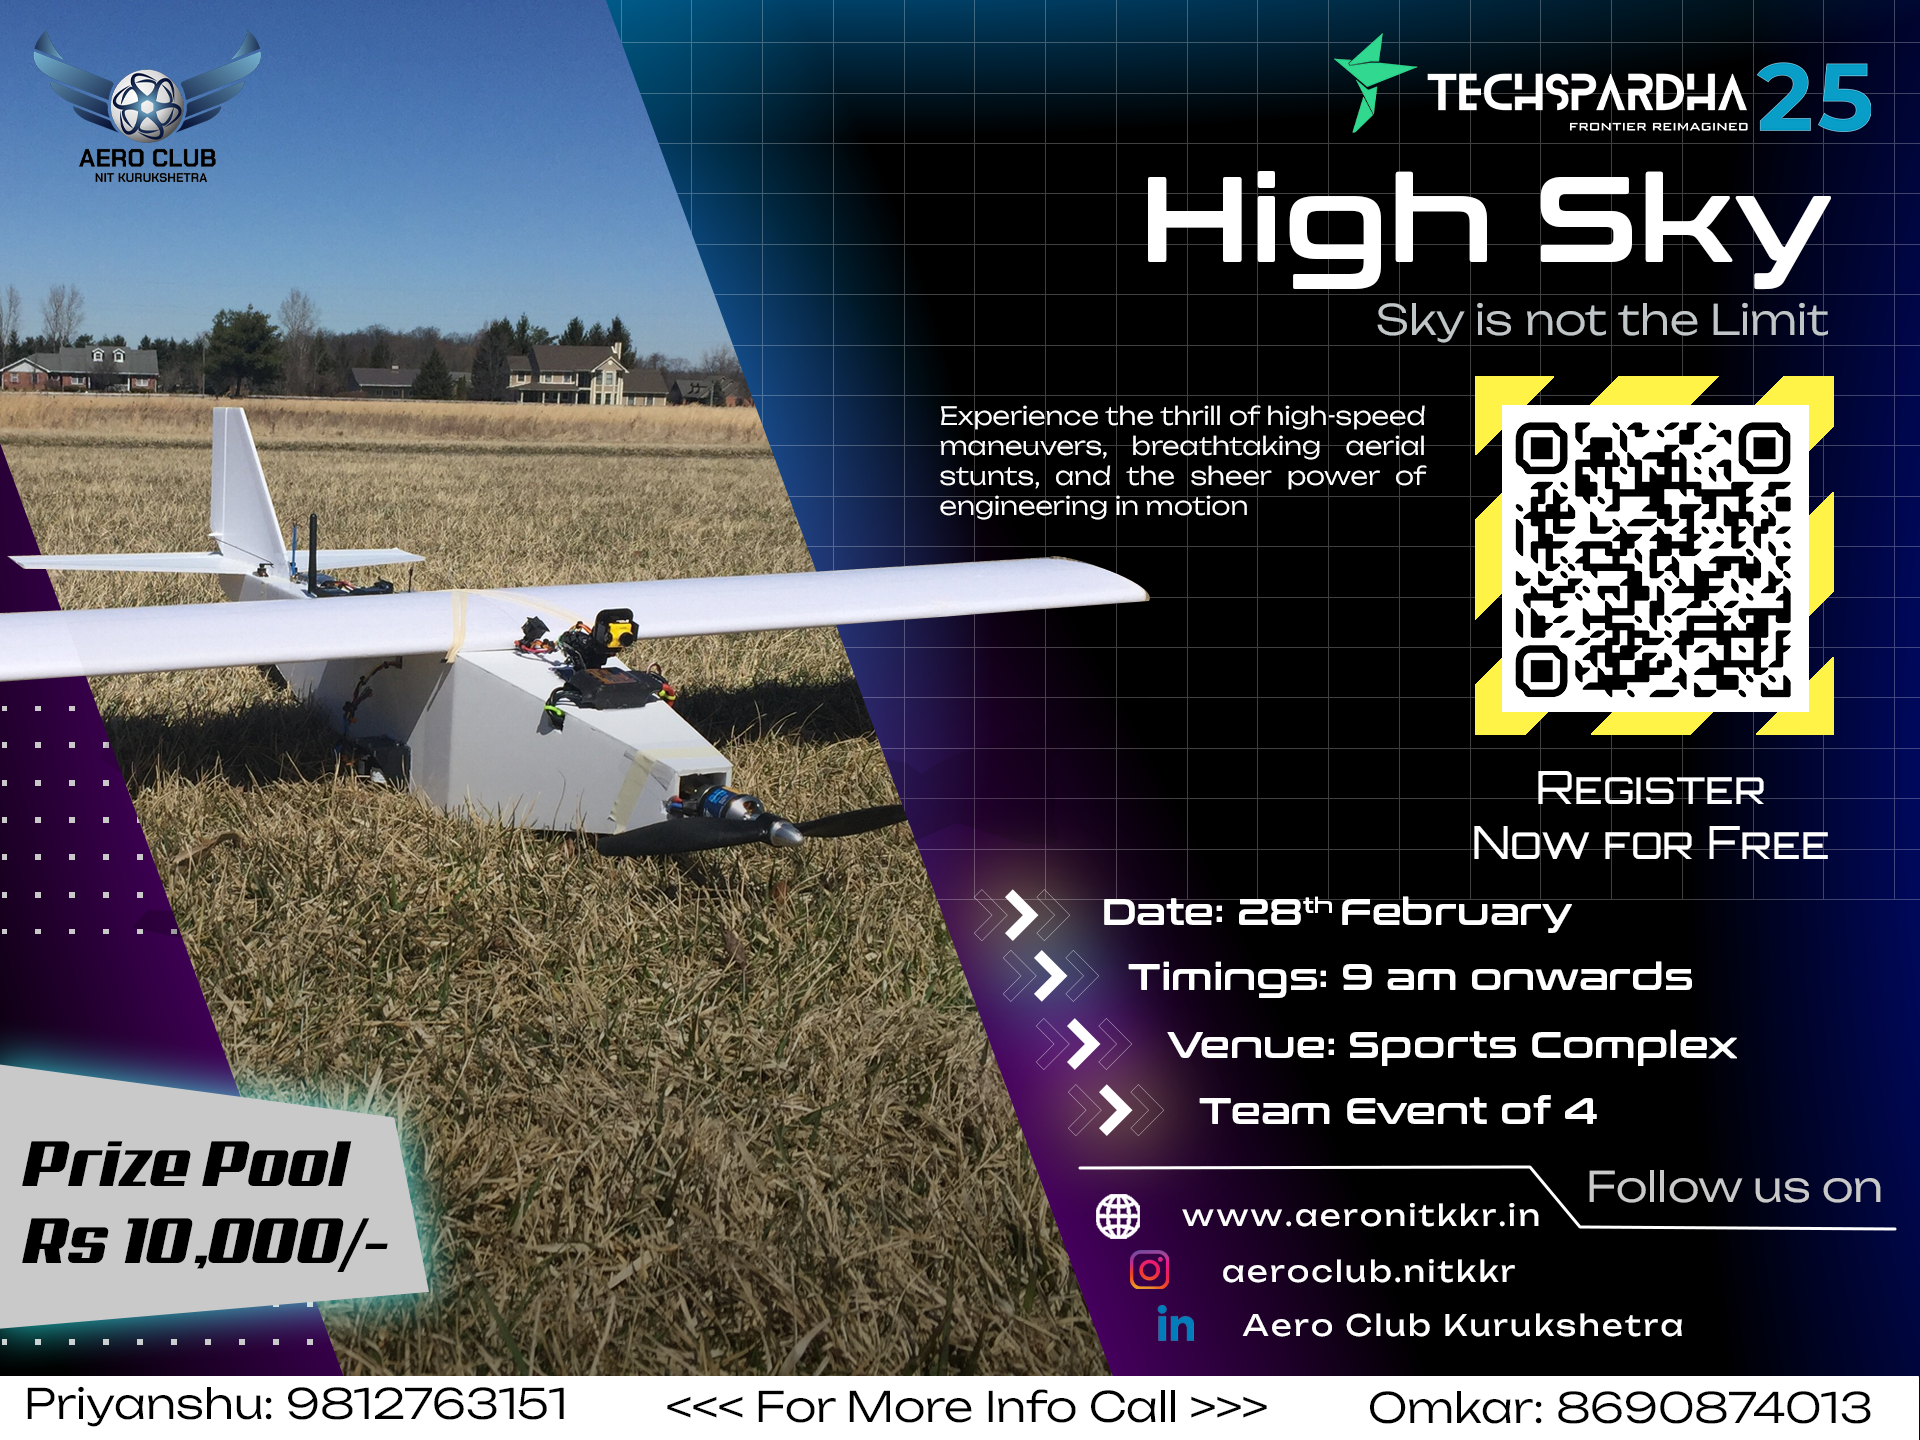 AERO CLUB
NIT KURUKSHETRA
TECHSPARDHA 25
FRONTIER REIMAGINED
High Sky
Sky is not the Limit
Experience the thrill of high-speed
maneuvers, breathtaking aerial
stunts, and the sheer power of
engineering in motion
REGISTER
NOW FOR FREE
Date: 28th February
Timings: 9 am onwards
Venue: Sports Complex
Team Event of 4
Prize Pool
Rs 10,000/-
Follow us on
www.aeronitkkr.in
aeroclub.nitkkr
in Aero Club Kurukshetra
Priyanshu: 9812763151 <<< For More Info Call >>> Omkar: 8690874013